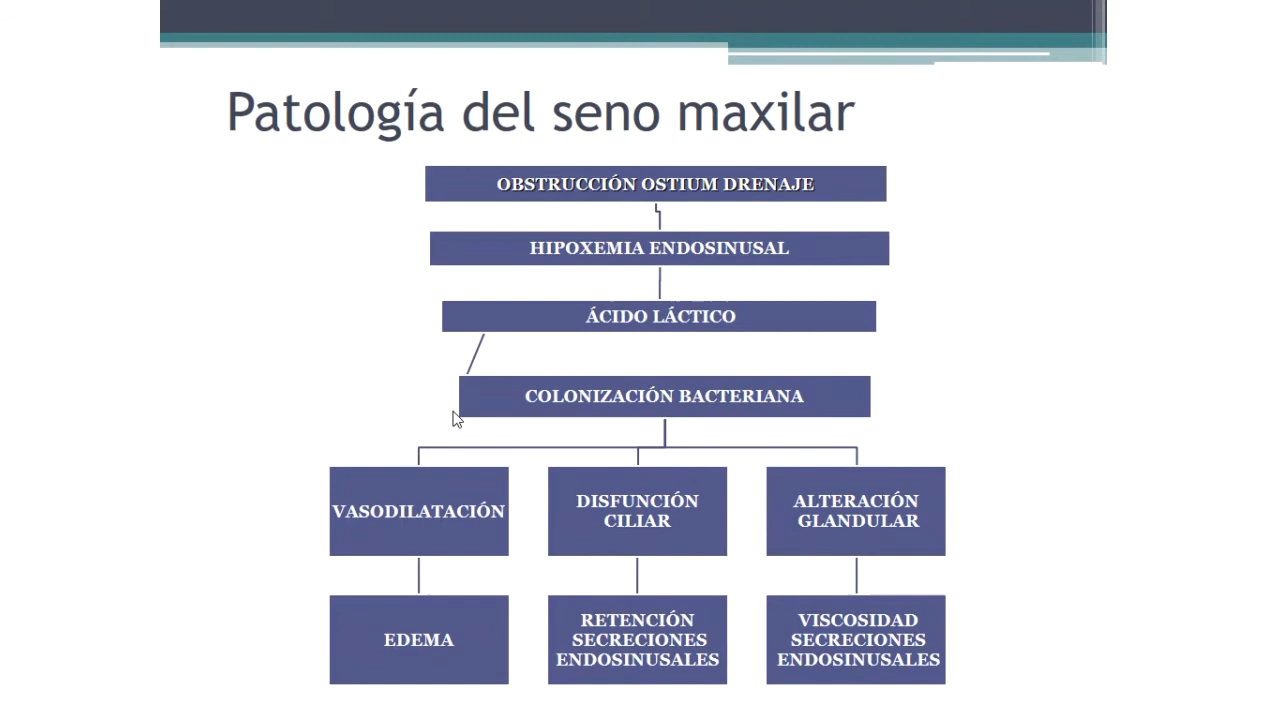 Patología del seno maxilar
OBSTRUCCIÓN OSTIUM DRENAJE
HIPOXEMIA ENDOSINUSAL
ÁCIDO LÁCTICO
COLONIZACIÓN BACTERIANA
VASODILATACIÓN
DISFUNCIÓN
CILIAR
ALTERACIÓN
GLANDULAR
EDEMA
RETENCIÓN
SECRECIONES
ENDOSINUSALES
VISCOSIDAD
SECRECIONES
ENDOSINUSALES